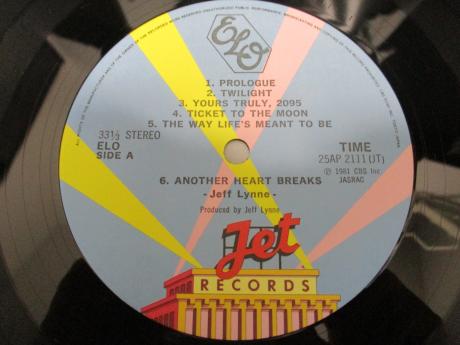 ELO
1. PROLOGUE
2. TWILIGHT
3. YOURS TRULY, 2095
4. TICKET TO THE MOON
5. THE WAY LIFE'S MEANT TO BE
33⅓ STEREO
ELO
SIDE A
TIME
25AP 2111 (JT)
℗ 1981 CBS Inc.
JASRAC
6. ANOTHER HEART BREAKS
- Jeff Lynne -
Produced by Jeff Lynne
Jet
RECORDS